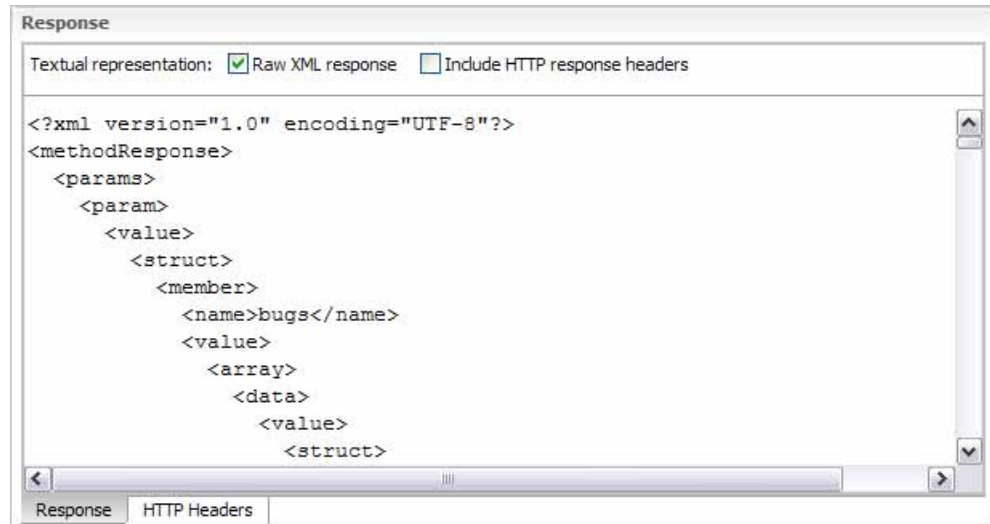 Response
Textual representation: Raw XML response Include HTTP response headers
<?xml version="1.0" encoding="UTF-8"?>
<methodResponse>
  <params>
    <param>
      <value>
        <struct>
          <member>
            <name>bugs</name>
            <value>
              <array>
                <data>
                  <value>
                    <struct>
Response HTTP Headers